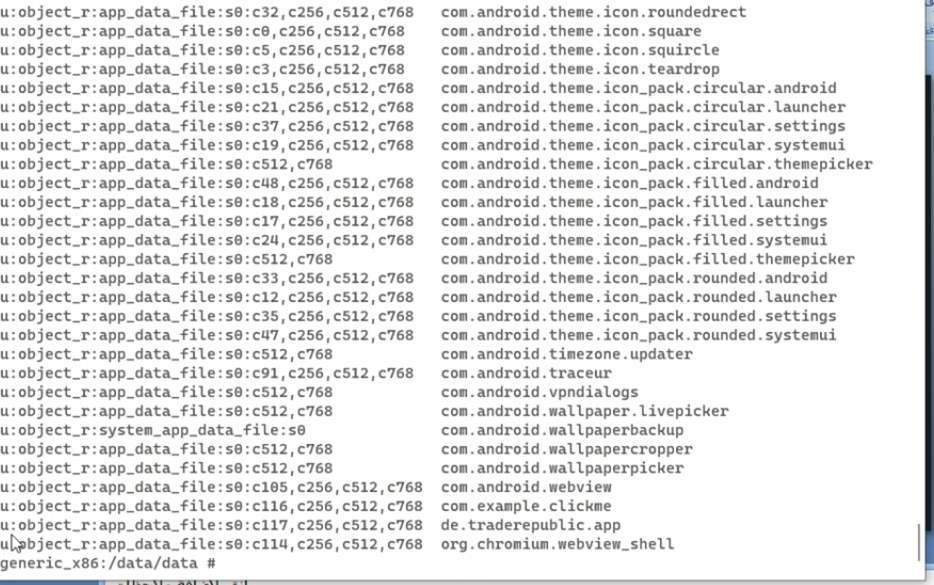 u:object_r:app_data_file:s0:c32,c256,c512,c768 com.android.theme.icon.roundedrect
u:object_r:app_data_file:s0:c0,c256,c512,c768 com.android.theme.icon.square
u:object_r:app_data_file:s0:c5,c256,c512,c768 com.android.theme.icon.squircle
u:object_r:app_data_file:s0:c3,c256,c512,c768 com.android.theme.icon.teardrop
u:object_r:app_data_file:s0:c15,c256,c512,c768 com.android.theme.icon_pack.circular.android
u:object_r:app_data_file:s0:c21,c256,c512,c768 com.android.theme.icon_pack.circular.launcher
u:object_r:app_data_file:s0:c37,c256,c512,c768 com.android.theme.icon_pack.circular.settings
u:object_r:app_data_file:s0:c19,c256,c512,c768 com.android.theme.icon_pack.circular.systemui
u:object_r:app_data_file:s0:c512,c768 com.android.theme.icon_pack.circular.themepicker
u:object_r:app_data_file:s0:c48,c256,c512,c768 com.android.theme.icon_pack.filled.android
u:object_r:app_data_file:s0:c18,c256,c512,c768 com.android.theme.icon_pack.filled.launcher
u:object_r:app_data_file:s0:c17,c256,c512,c768 com.android.theme.icon_pack.filled.settings
u:object_r:app_data_file:s0:c24,c256,c512,c768 com.android.theme.icon_pack.filled.systemui
u:object_r:app_data_file:s0:c512,c768 com.android.theme.icon_pack.filled.themepicker
u:object_r:app_data_file:s0:c33,c256,c512,c768 com.android.theme.icon_pack.rounded.android
u:object_r:app_data_file:s0:c12,c256,c512,c768 com.android.theme.icon_pack.rounded.launcher
u:object_r:app_data_file:s0:c35,c256,c512,c768 com.android.theme.icon_pack.rounded.settings
u:object_r:app_data_file:s0:c47,c256,c512,c768 com.android.theme.icon_pack.rounded.systemui
u:object_r:app_data_file:s0:c512,c768 com.android.timezone.updater
u:object_r:app_data_file:s0:c91,c256,c512,c768 com.android.traceur
u:object_r:app_data_file:s0:c512,c768 com.android.vpndialogs
u:object_r:app_data_file:s0:c512,c768 com.android.wallpaper.livepicker
u:object_r:system_app_data_file:s0 com.android.wallpaperbackup
u:object_r:app_data_file:s0:c512,c768 com.android.wallpapercropper
u:object_r:app_data_file:s0:c512,c768 com.android.wallpaperpicker
u:object_r:app_data_file:s0:c105,c256,c512,c768 com.android.webview
u:object_r:app_data_file:s0:c116,c256,c512,c768 com.example.clickme
u:object_r:app_data_file:s0:c117,c256,c512,c768 de.traderepublic.app
u:object_r:app_data_file:s0:c114,c256,c512,c768 org.chromium.webview_shell
generic_x86:/data/data #